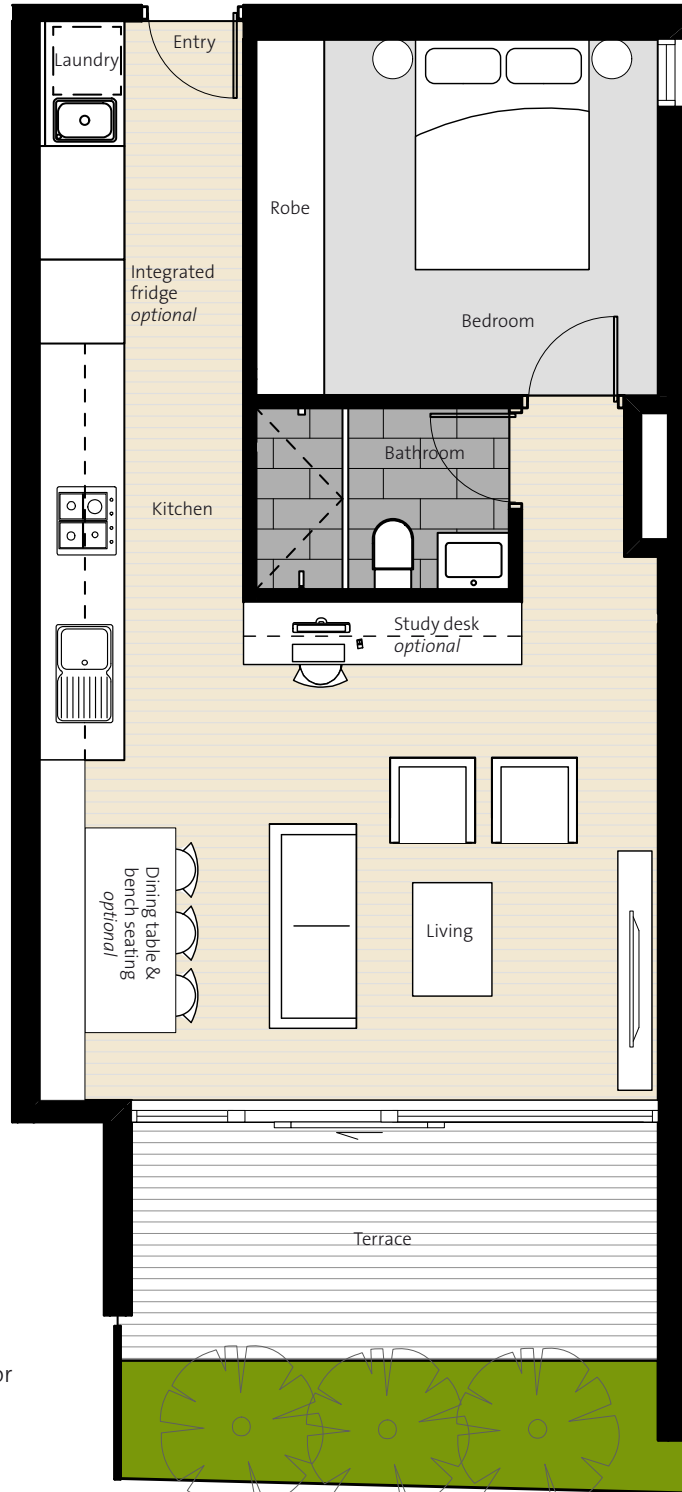 Entry
Laundry
Robe
Integrated
fridge
optional
Bedroom
Bathroom
Kitchen
Study desk
optional
Dining table &
bench seating
optional
Living
Terrace
or